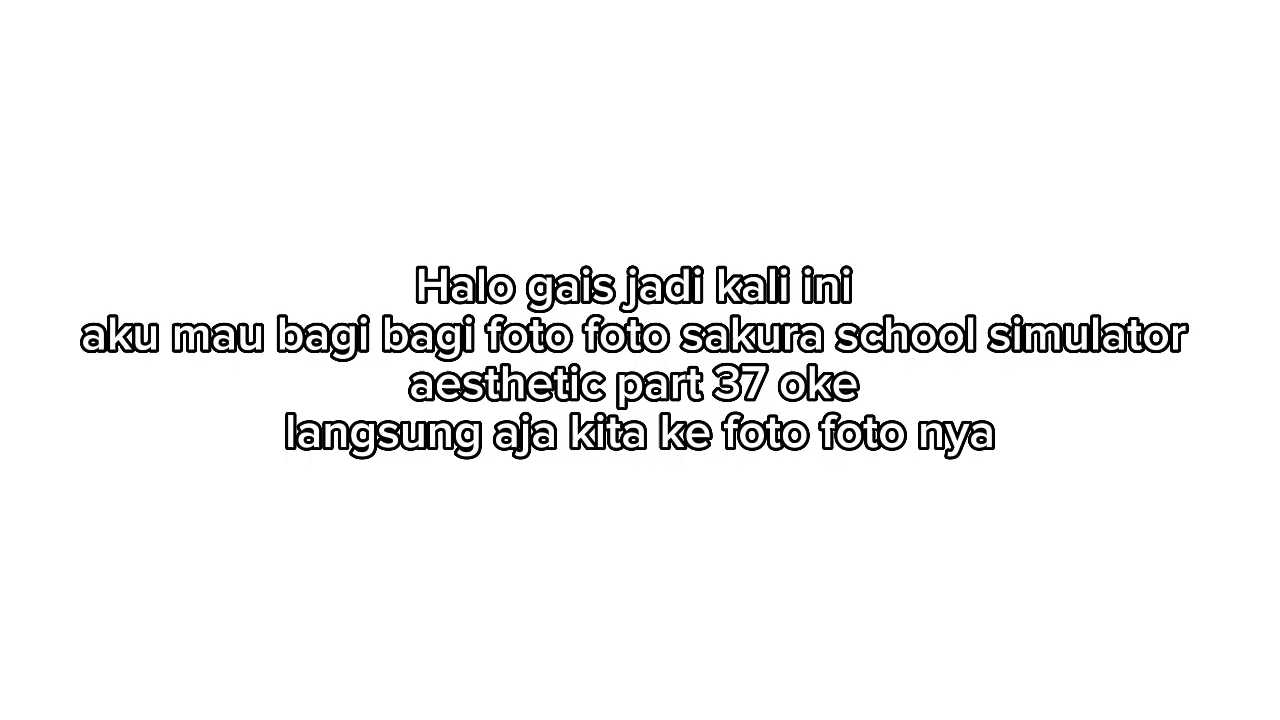 Halo gais jadi kali ini
aku mau bagi bagi foto foto sakura school simulator
aesthetic part 37 oke
langsung aja kita ke foto foto nya